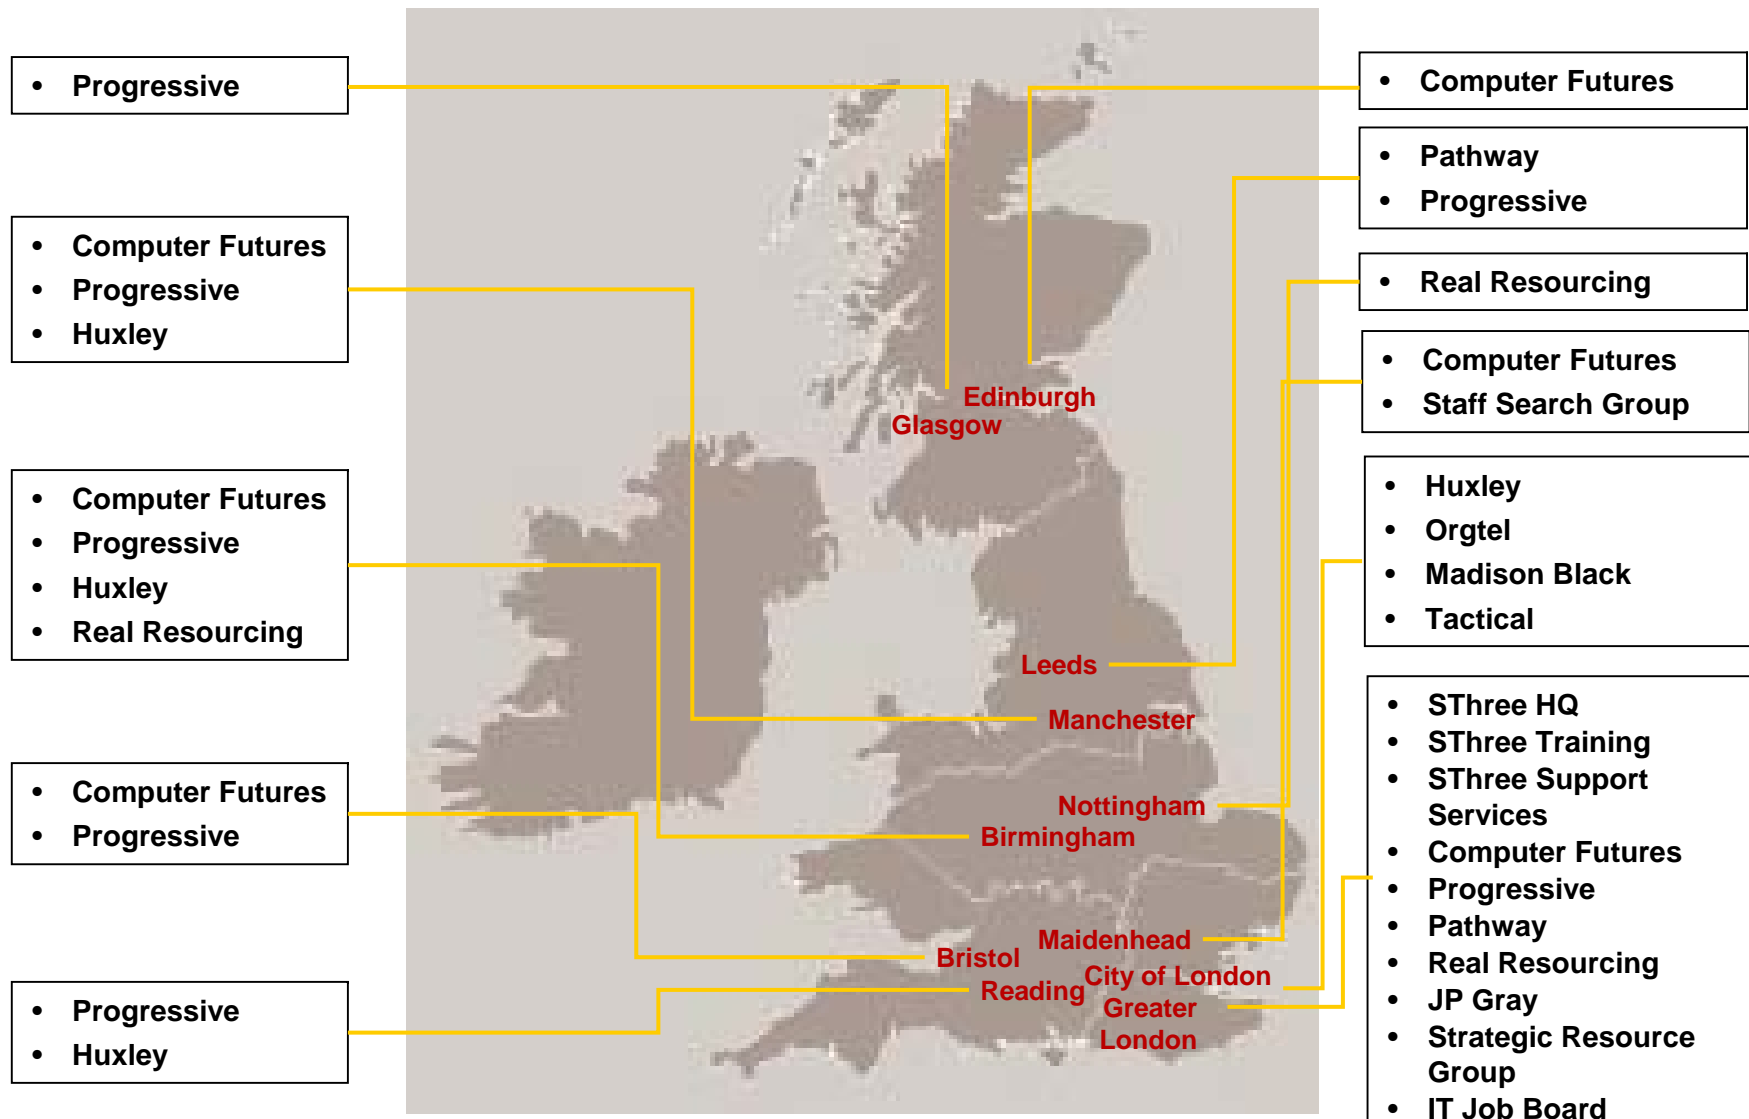 • Progressive
• Computer Futures
• Progressive
• Huxley
• Computer Futures
• Progressive
• Huxley
• Real Resourcing
• Computer Futures
• Progressive
• Progressive
• Huxley
Edinburgh
Glasgow
Leeds
Manchester
Nottingham
Birmingham
Maidenhead
Bristol
City of London
Reading
Greater
London
• Computer Futures
• Pathway
• Progressive
• Real Resourcing
• Computer Futures
• Staff Search Group
• Huxley
• Orgtel
• Madison Black
• Tactical
• SThree HQ
• SThree Training
• SThree Support
Services
• Computer Futures
• Progressive
• Pathway
• Real Resourcing
• JP Gray
• Strategic Resource
Group
• IT Job Board